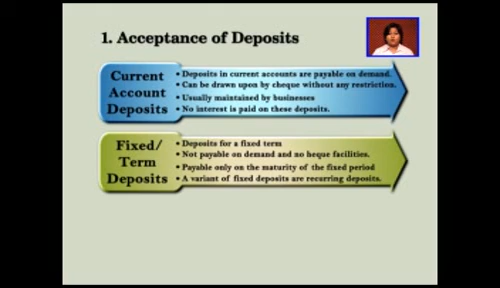 1. Acceptance of Deposits
Current
Account
Deposits
• Deposits in current accounts are payable on demand.
• Can be drawn upon by cheque without any restriction.
• Usually maintained by businesses
• No interest is paid on these deposits.
Fixed/
Term
Deposits
• Deposits for a fixed term
• Not payable on demand and no heque facilities.
• Payable only on the maturity of the fixed period
• A variant of fixed deposits are recurring deposits.